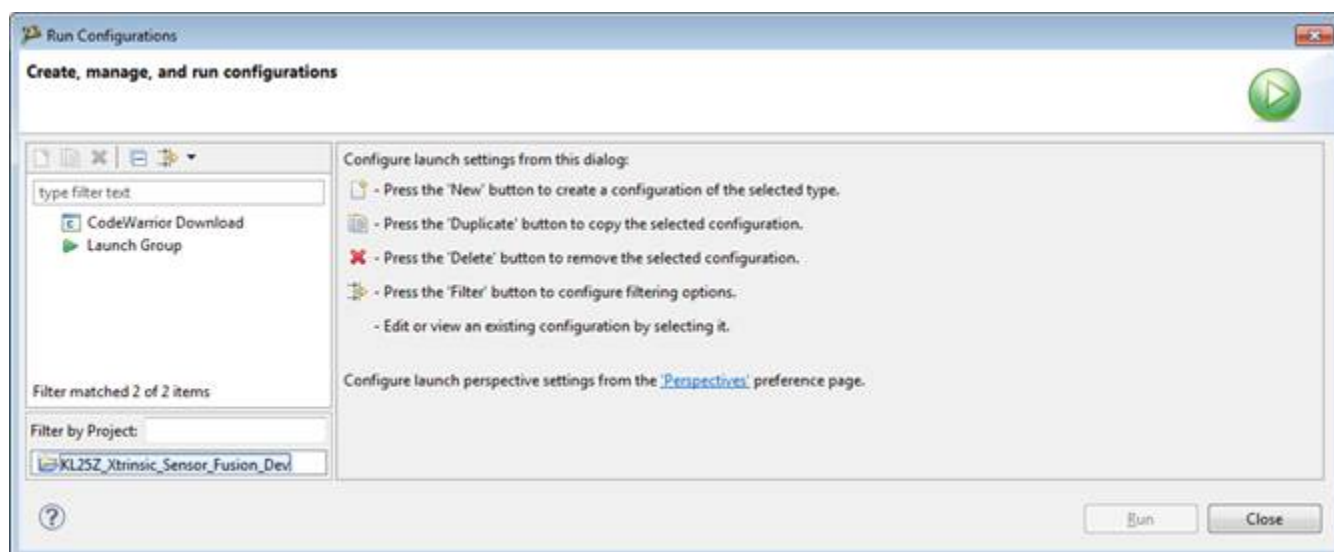 Run Configurations
Create, manage, and run configurations
type filter text
CodeWarrior Download
Launch Group
Filter matched 2 of 2 items
Filter by Project:
KL25Z_Xtrinsic_Sensor_Fusion_Dev
Configure launch settings from this dialog:
- Press the 'New' button to create a configuration of the selected type.
- Press the 'Duplicate' button to copy the selected configuration.
- Press the 'Delete' button to remove the selected configuration.
- Press the 'Filter' button to configure filtering options.
- Edit or view an existing configuration by selecting it.
Configure launch perspective settings from the 'Perspectives' preference page.
Run
Close